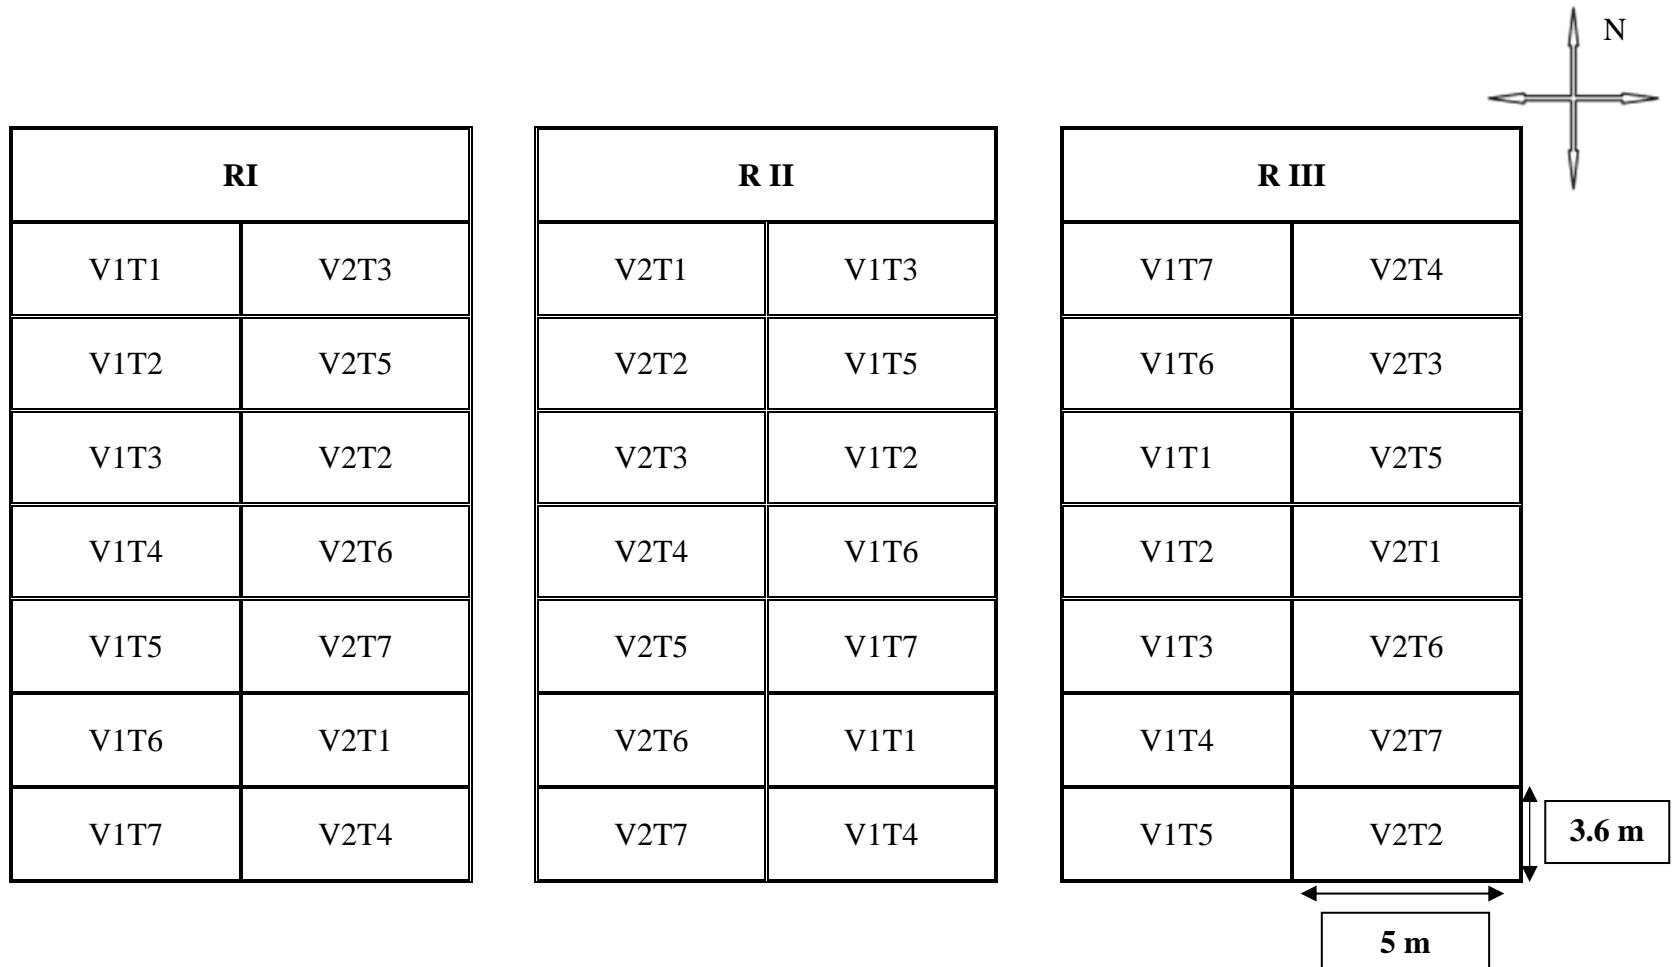 N
RI
R II
R III
V1T1 V2T3 V2T1 V1T3 V1T7 V2T4
V1T2 V2T5 V2T2 V1T5 V1T6 V2T3
V1T3 V2T2 V2T3 V1T2 V1T1 V2T5
V1T4 V2T6 V2T4 V1T6 V1T2 V2T1
V1T5 V2T7 V2T5 V1T7 V1T3 V2T6
V1T6 V2T1 V2T6 V1T1 V1T4 V2T7
V1T7 V2T4 V2T7 V1T4 V1T5 V2T2
3.6 m
5 m